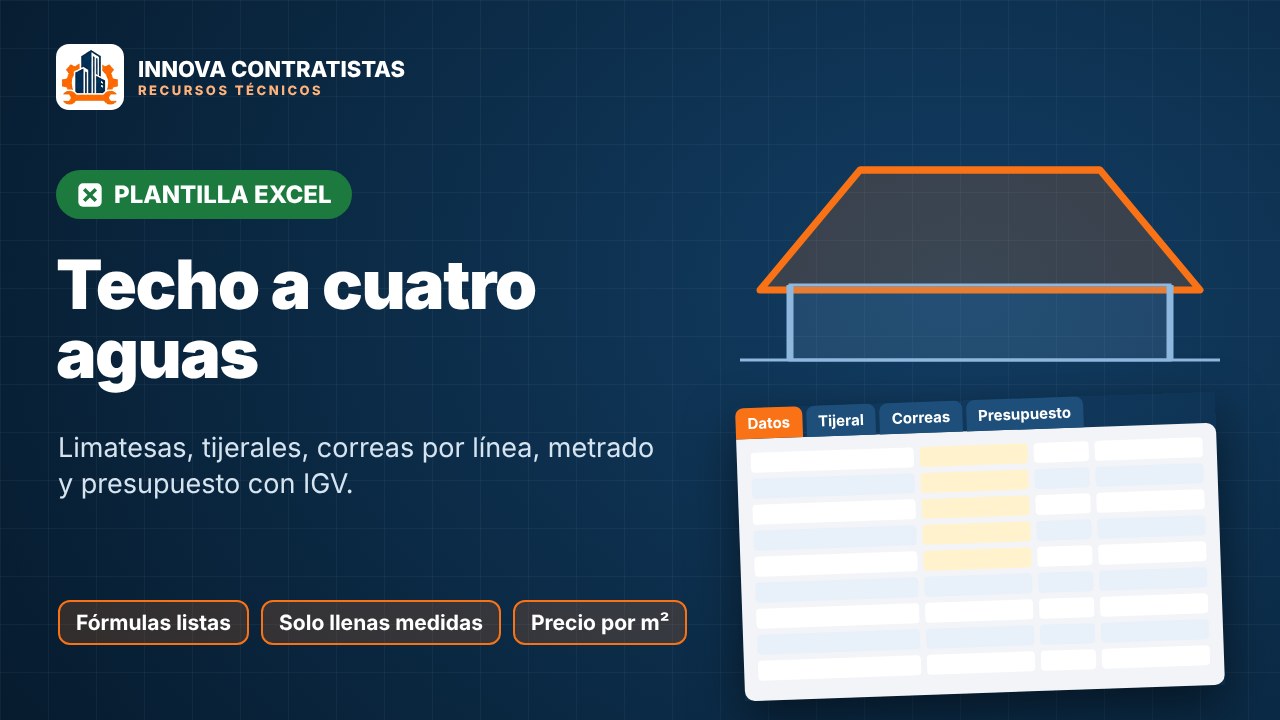 INNOVA CONTRATISTAS
RECURSOS TÉCNICOS
PLANTILLA EXCEL
Techo a cuatro
aguas
Limatesas, tijerales, correas por línea, metrado
y presupuesto con IGV.
Fórmulas listas
Solo llenas medidas
Precio por m²
Datos
Tijeral
Correas
Presupuesto